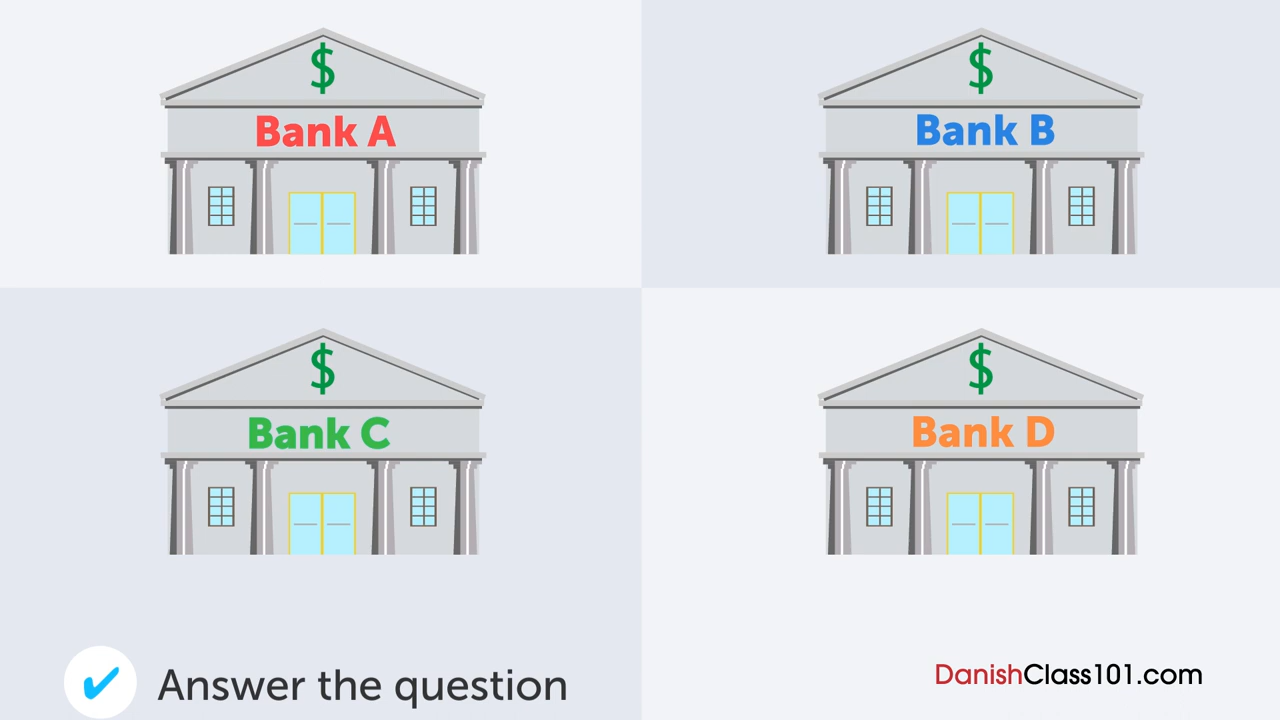 $
Bank A
$
Bank B
$
Bank C
$
Bank D
Answer the question
DanishClass101.com